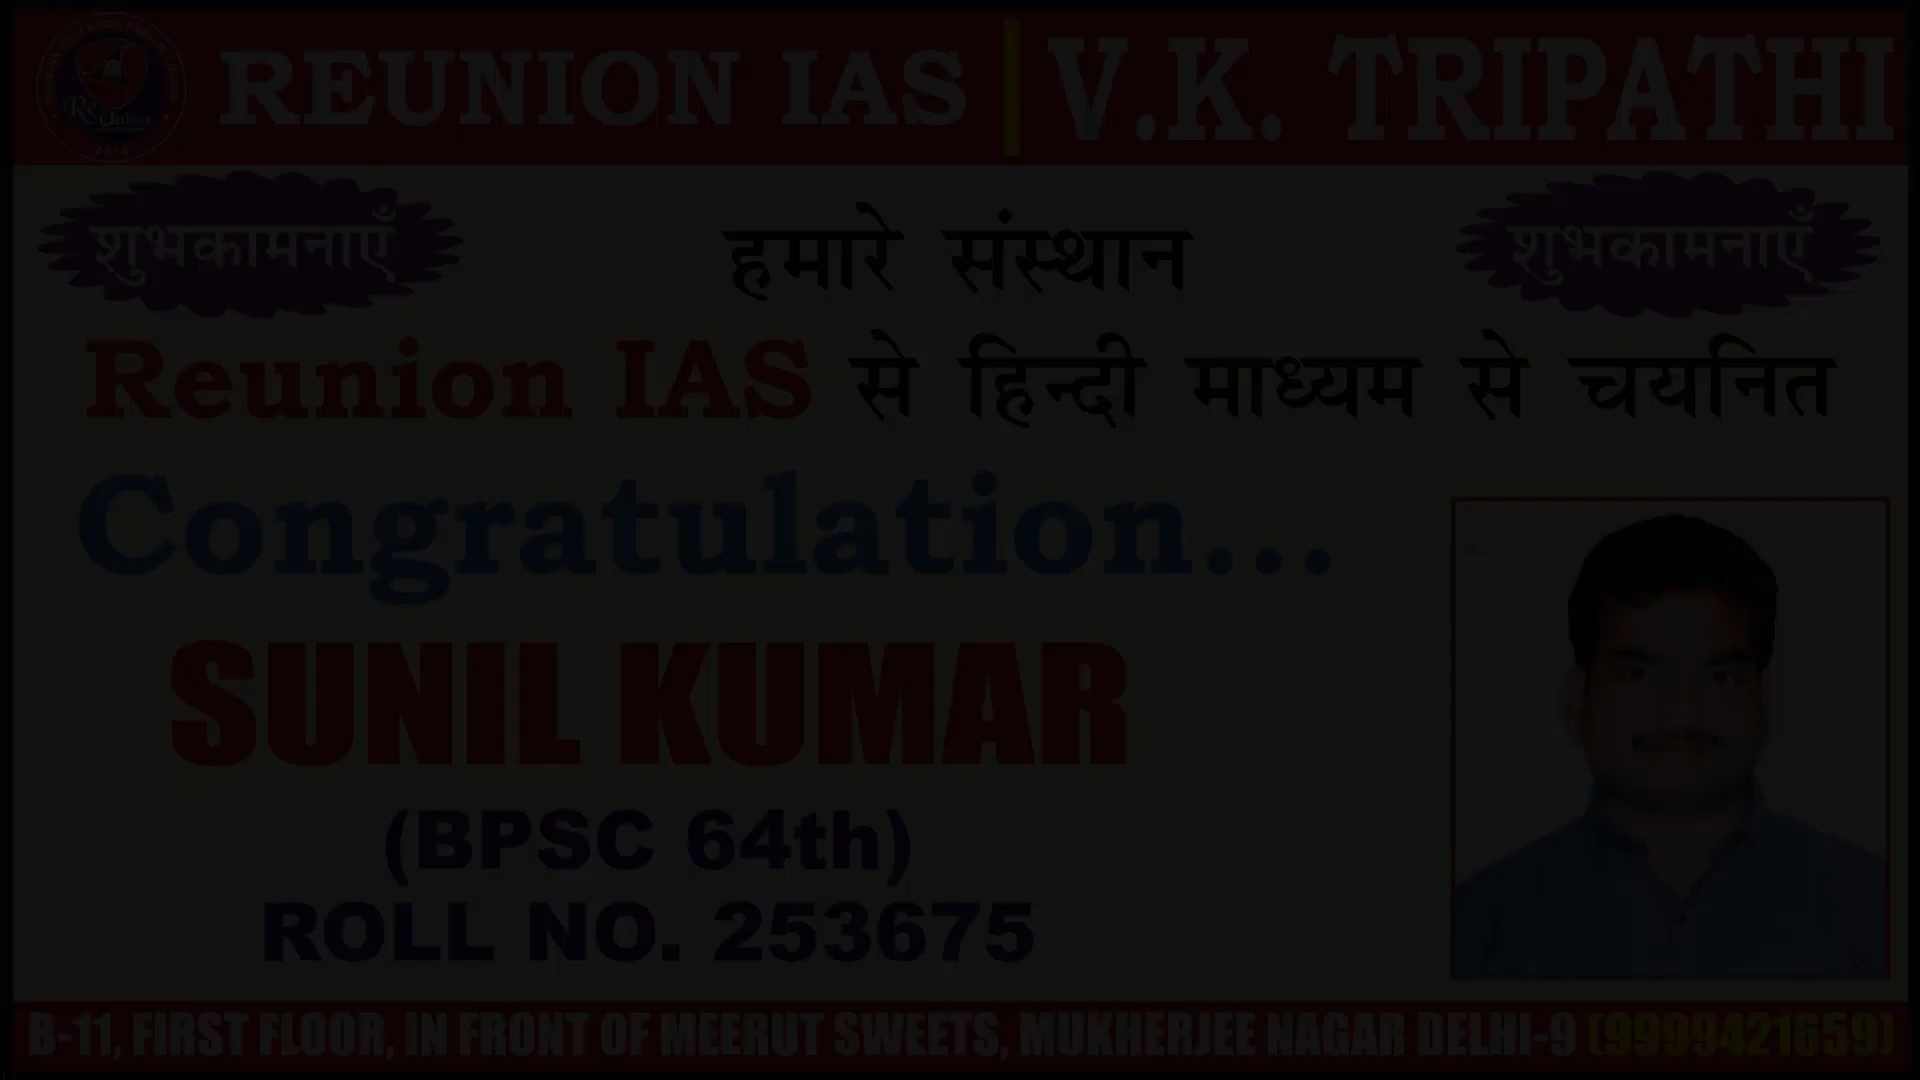 REUNION IAS | V.K. TRIPATHI
शुभकामनाएँ
हमारे संस्थान
शुभकामनाएँ
Reunion IAS से हिन्दी माध्यम से चयनित
Congratulation...
SUNIL KUMAR
(BPSC 64th)
ROLL NO. 253675
B-11, FIRST FLOOR, IN FRONT OF MEERUT SWEETS, MUKHERJEE NAGAR DELHI-9 (9999421659)